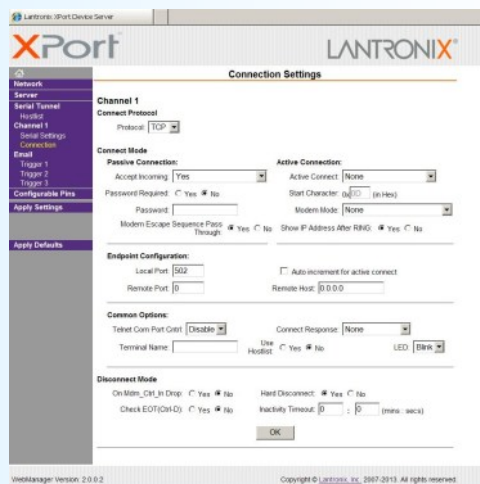 Lantronix XPort Device Server
XPort
LANTRONIX®
Network
Server
Serial Tunnel
Hostlist
Channel 1
Serial Settings
Connection
Email
Trigger 1
Trigger 2
Trigger 3
Configurable Pins
Apply Settings
Apply Defaults
Connection Settings
Channel 1
Connect Protocol
Protocol: TCP
Connect Mode
Passive Connection: Active Connection:
Accept Incoming: Yes Active Connect: None
Password Required: Yes No Start Character: 0x 0D (in Hex)
Password: Modem Mode: None
Modem Escape Sequence Pass Through: Yes No Show IP Address After RING: Yes No
Endpoint Configuration:
Local Port: 502 Auto increment for active connect
Remote Port: 0 Remote Host: 0.0.0.0
Common Options:
Telnet Com Port Cntrl: Disable Connect Response: None
Terminal Name: Use Hostlist: Yes No LED: Blink
Disconnect Mode
On Mdm_Ctrl_In Drop: Yes No Hard Disconnect: Yes No
Check EOT(Ctrl-D): Yes No Inactivity Timeout: 0 : 0 (mins : secs)
OK
WebManager Version: 2.0.0.2
Copyright © Lantronix, Inc. 2007-2013. All rights reserved.